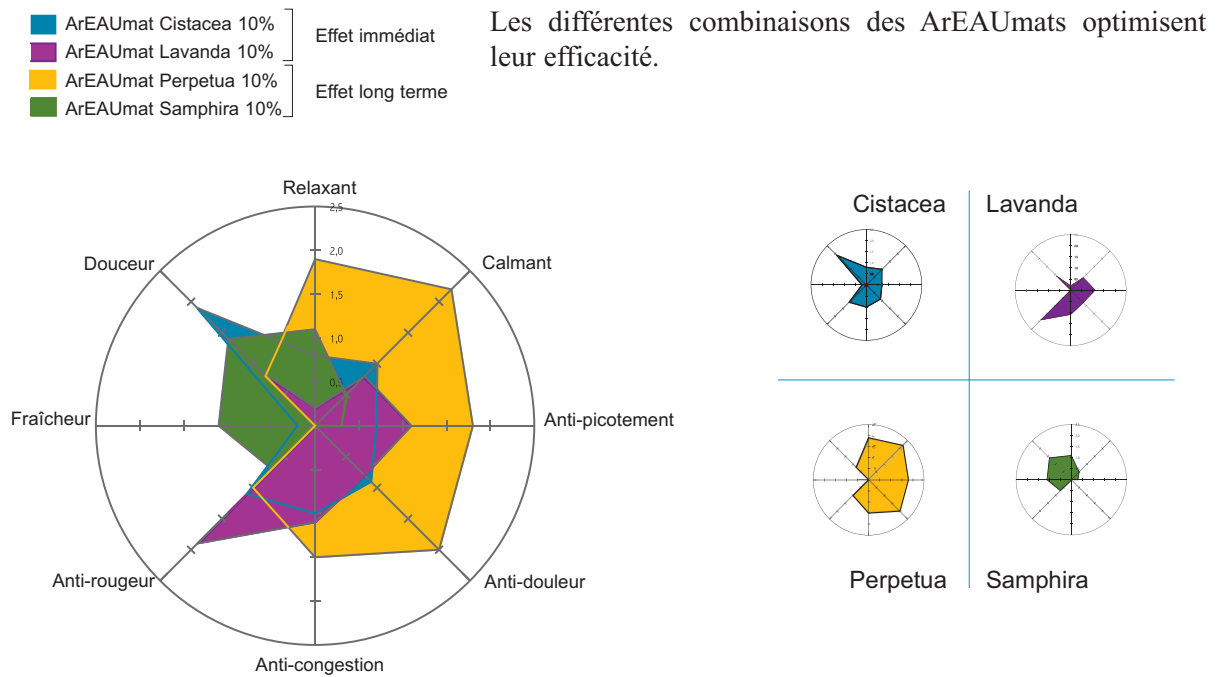 ArEAUmat Cistacea 10%
ArEAUmat Lavanda 10%
Effet immédiat
ArEAUmat Perpetua 10%
ArEAUmat Samphira 10%
Effet long terme
Les différentes combinaisons des ArEAUmats optimisent
leur efficacité.
Relaxant
2,5
2,0
1,5
1,0
0,5
Douceur
Calmant
Fraîcheur
Anti-picotement
Anti-rougeur
Anti-douleur
Anti-congestion
Cistacea
Lavanda
Perpetua
Samphira